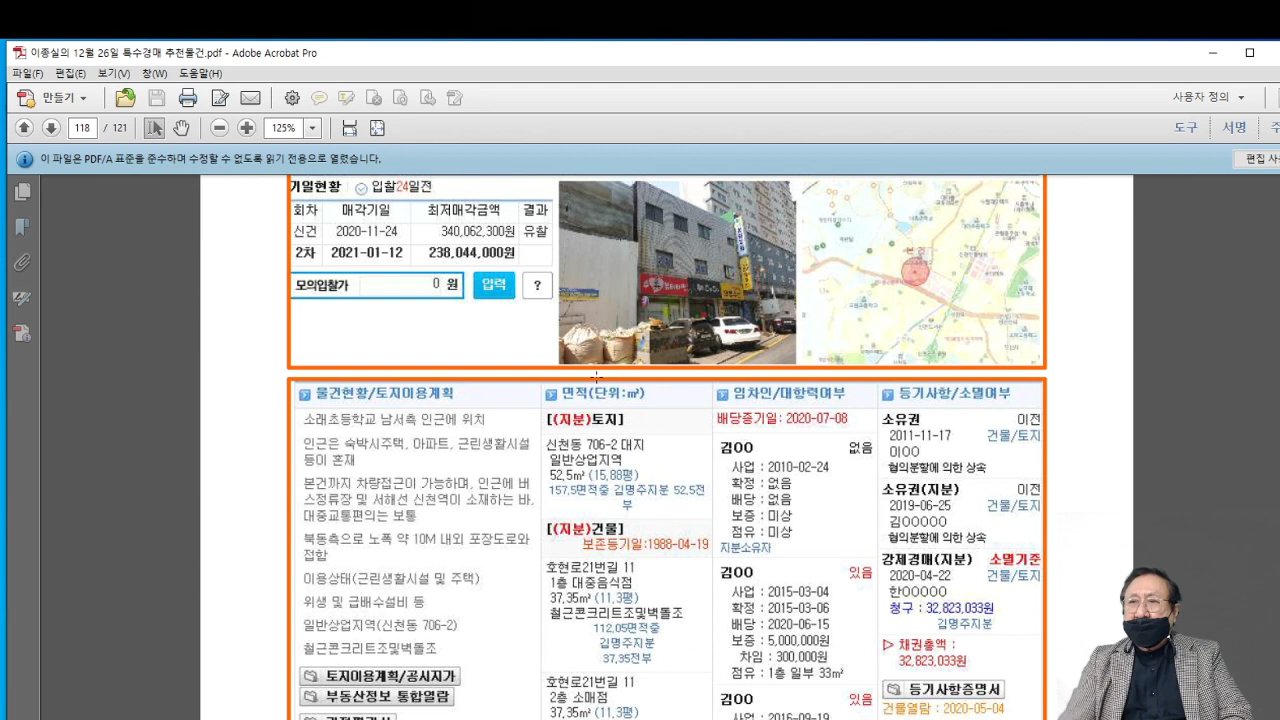 이종실의 12월 26일 특수경매 추천물건.pdf - Adobe Acrobat Pro
파일(F) 편집(E) 보기(V) 창(W) 도움말(H)
만들기
사용자 정의
118 / 121
125%
도구 서명
이 파일은 PDF/A 표준을 준수하며 수정할 수 없도록 읽기 전용으로 열렸습니다.
편집 사
기일현황 입찰24일전
회차 매각기일 최저매각금액 결과
신건 2020-11-24 340,062,300원 유찰
2차 2021-01-12 238,044,000원
모의입찰가 0 원 입력 ?
물건현황/토지이용계획
소래초등학교 남서측 인근에 위치
인근은 숙박시주택, 아파트, 근린생활시설
등이 혼재
본건까지 차량접근이 가능하며, 인근에 버
스정류장 및 서해선 신천역이 소재하는 바,
대중교통편의는 보통
북동측으로 노폭 약 10M 내외 포장도로와
접함
이용상태(근린생활시설 및 주택)
위생 및 급배수설비 등
일반상업지역(신천동 706-2)
철근콘크리트조및벽돌조
토지이용계획/공시지가
부동산정보 통합열람
면적(단위:㎡)
[(지분)토지]
신천동 706-2 대지
일반상업지역
52,5㎡ (15,88평)
157,5면적중 김명주지분 52,5전
부
[(지분)건물]
보존등기일:1988-04-19
호현로21번길 11
1층 대중음식점
37,35㎡ (11,3평)
철근콘크리트조및벽돌조
112,05면적중
김명주지분
37,35전부
호현로21번길 11
2층 소매점
37,35㎡ (11,3평)
임차인/대항력여부
배당종기일: 2020-07-08
김OO 없음
사업 : 2010-02-24
확정 : 없음
배당 : 없음
보증 : 미상
점유 : 미상
지분소유자
김OO 있음
사업 : 2015-03-04
확정 : 2015-03-06
배당 : 2020-06-15
보증 : 5,000,000원
차임 : 300,000원
점유 : 1층 일부 33㎡
김OO 있음
사업 : 2016-09-19
등기사항/소멸여부
소유권 이전
2011-11-17 건물/토지
이OO
협의분할에 의한 상속
소유권(지분) 이전
2019-06-25 건물/토지
김OOOOO
협의분할에 의한 상속
강제경매(지분) 소멸기준
2020-04-22 건물/토지
한OOOOO
청구 : 32,823,033원
김명주지분
▷ 채권총액 :
32,823,033원
등기사항증명서
건물열람 : 2020-05-04